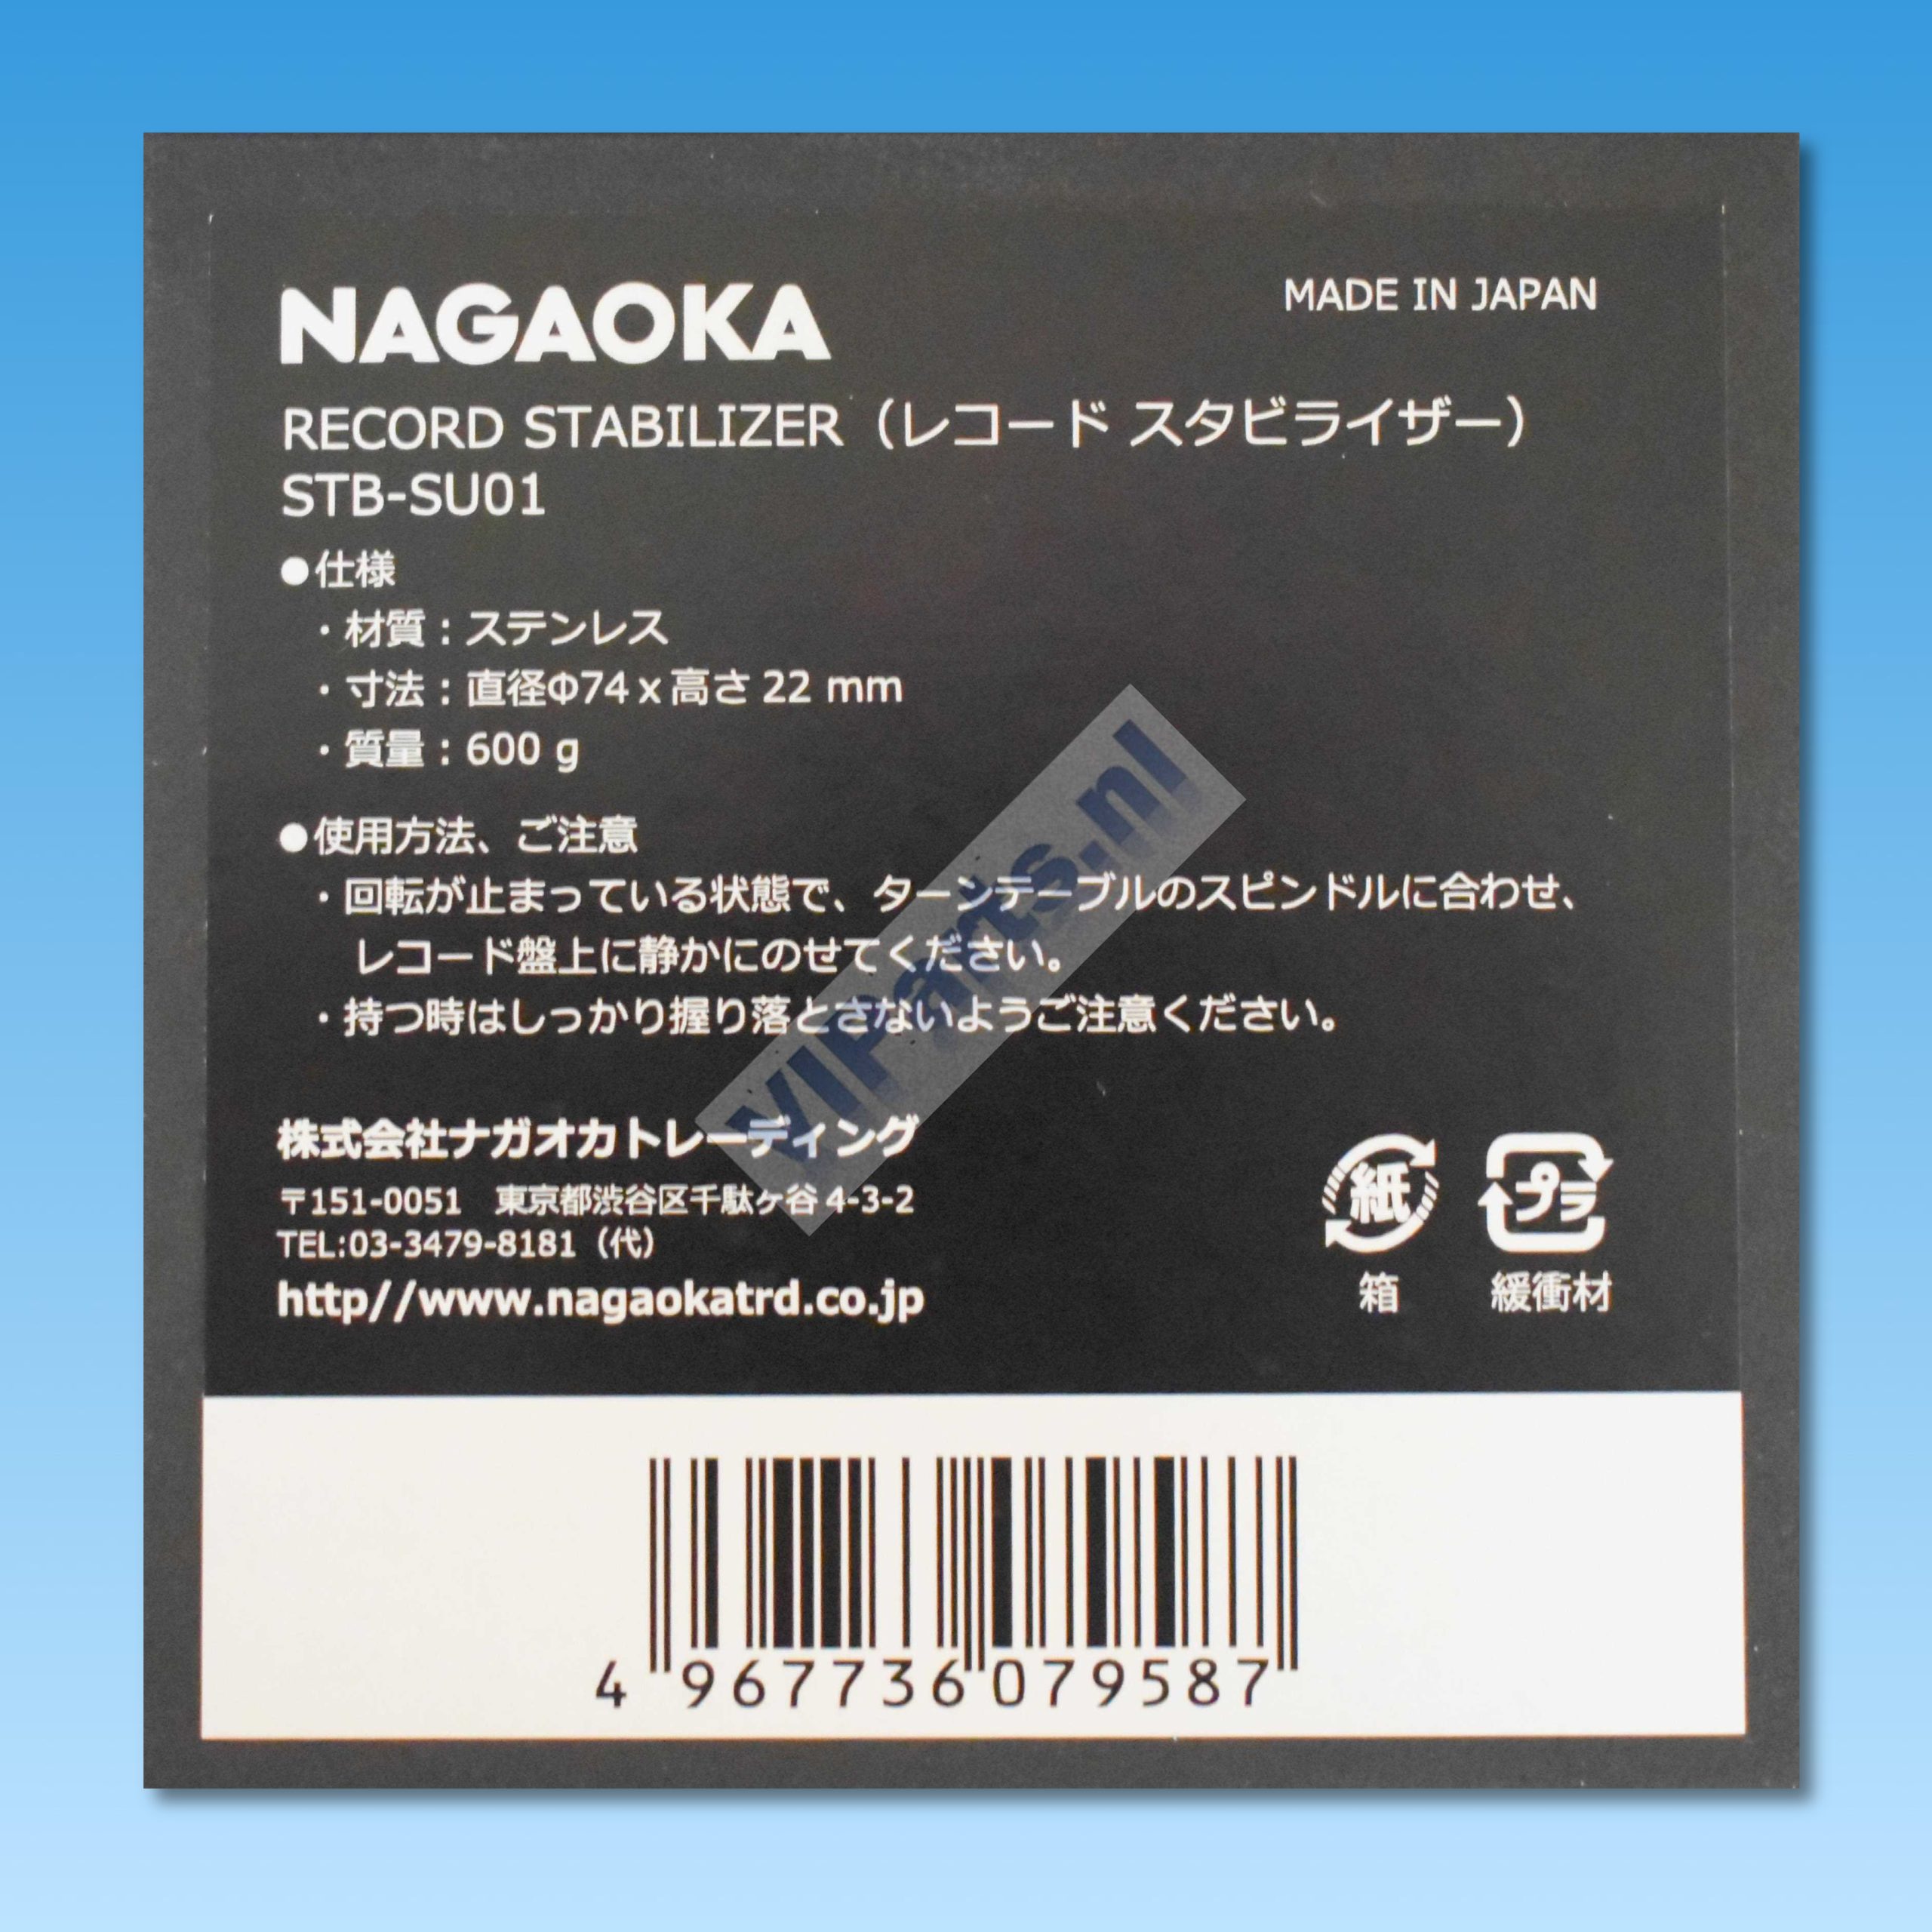 NAGAOKA
MADE IN JAPAN
RECORD STABILIZER（レコード スタビライザー）
STB-SU01
●仕様
・材質：ステンレス
・寸法：直径Φ74 x 高さ 22 mm
・質量：600 g
●使用方法、ご注意
・回転が止まっている状態で、ターンテーブルのスピンドルに合わせ、
レコード盤上に静かにのせてください。
・持つ時はしっかり握り落とさないようご注意ください。
VIParts.nl
株式会社ナガオカトレーディング
〒151-0051 東京都渋谷区千駄ヶ谷 4-3-2
TEL:03-3479-8181（代）
http//www.nagaokatrd.co.jp
紙 プラ
箱 緩衝材
4 967736 079587